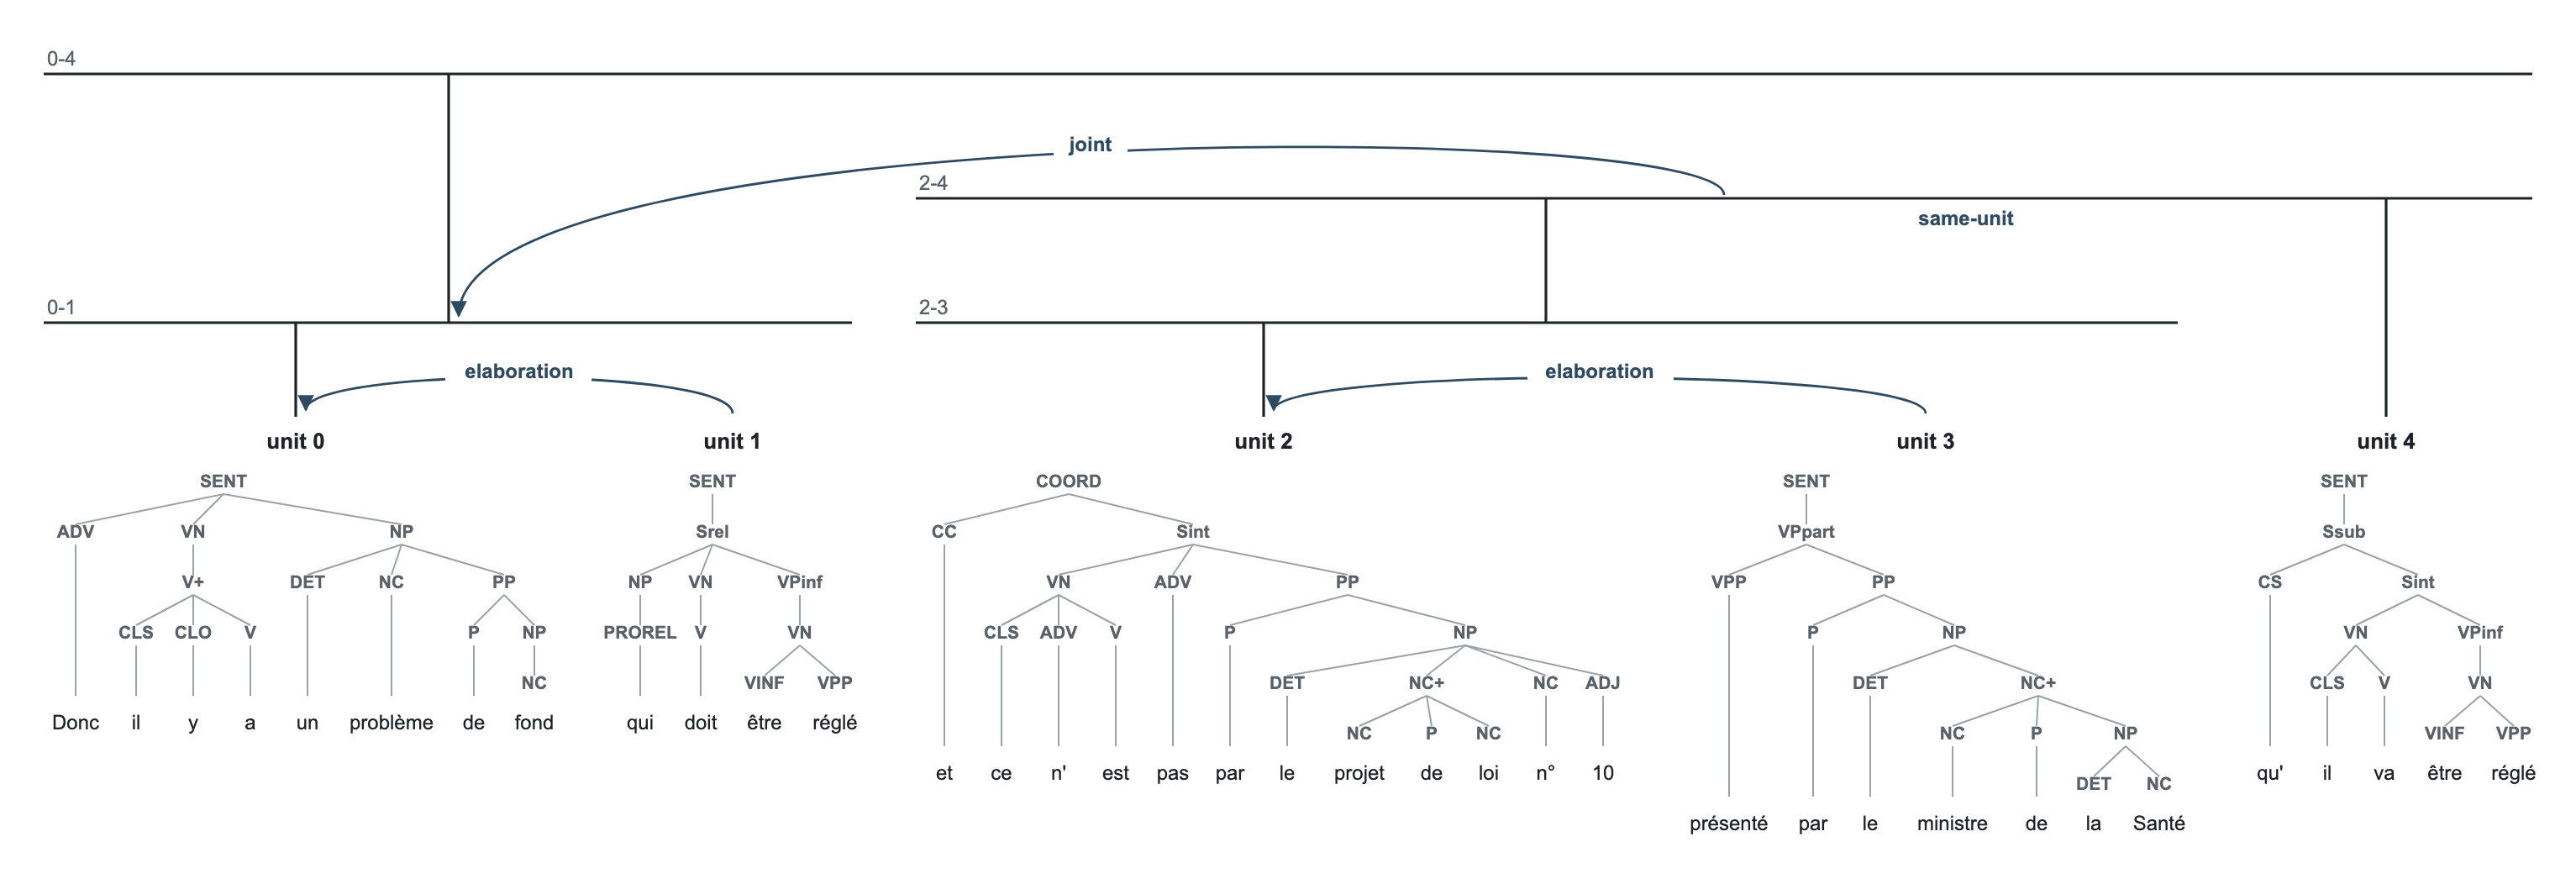 0-4
joint
2-4
same-unit
0-1
2-3
elaboration
elaboration
unit 0
unit 1
unit 2
unit 3
unit 4
SENT
SENT
COORD
SENT
SENT
ADV VN NP
Srel
CC Sint
VPpart
Ssub
V+ DET NC PP
NP VN VPinf
VN ADV PP
VPP PP
CS Sint
CLS CLO V P NP
PROREL V VN
CLS ADV V P NP
P NP
VN VPinf
NC
VINF VPP
DET NC+ NC ADJ
DET NC+
CLS V VN
Donc il y a un problème de fond
qui doit être réglé
NC P NC
NC P NP
VINF VPP
et ce n' est pas par le projet de loi n° 10
DET NC
qu' il va être réglé
présenté par le ministre de la Santé